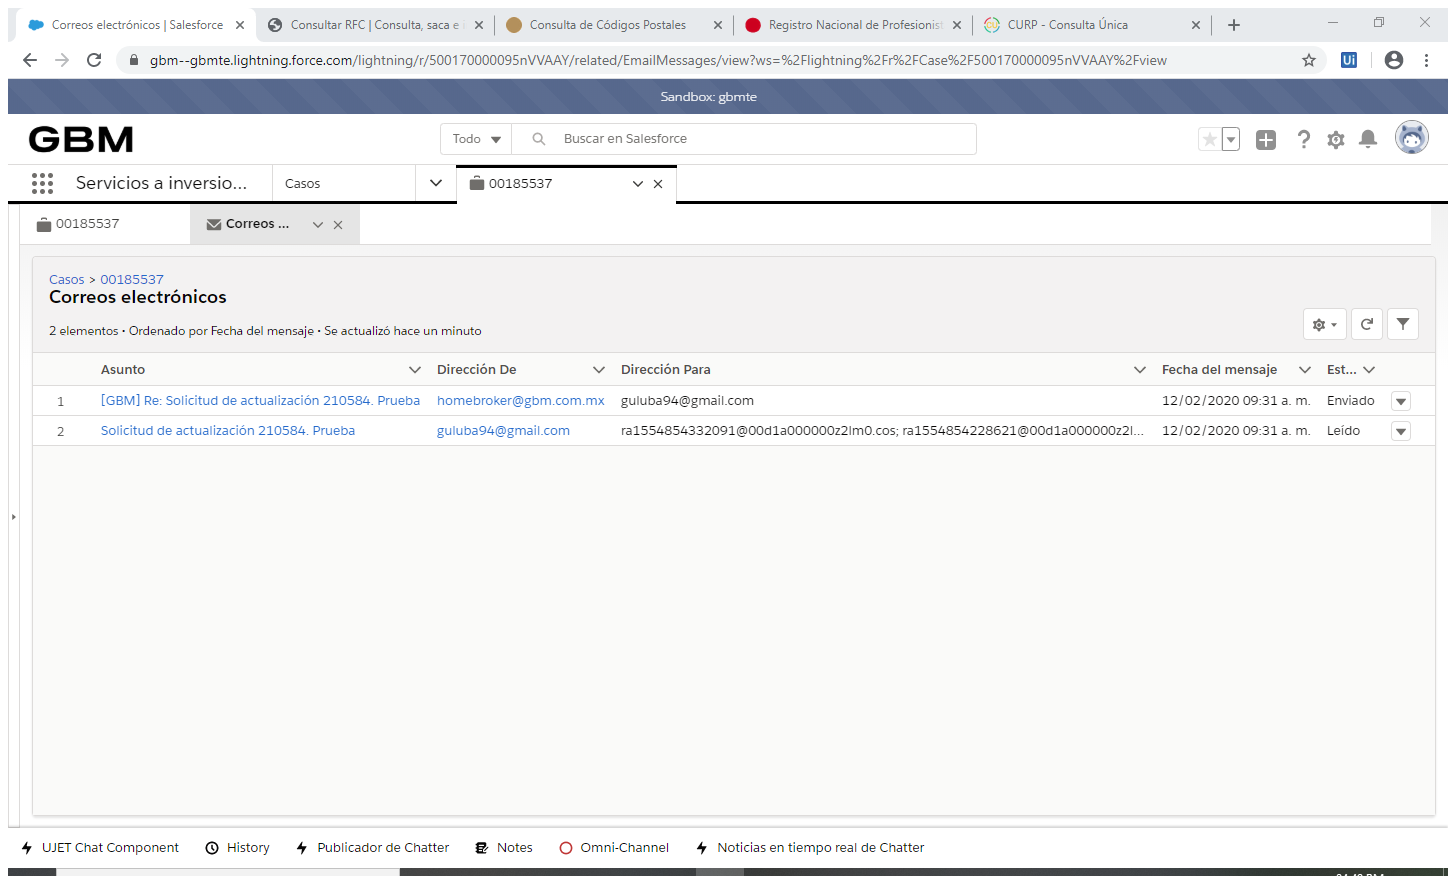 Correos electrónicos | Salesforce
Consultar RFC | Consulta, saca e
Consulta de Códigos Postales
Registro Nacional de Profesionist
CURP - Consulta Única
gbm--gbmte.lightning.force.com/lightning/r/500170000095nVVAAY/related/EmailMessages/view?ws=%2Flightning%2Fr%2FCase%2F500170000095nVVAAY%2Fview
Ui
Sandbox: gbmte
GBM
Todo
Buscar en Salesforce
Servicios a inversio...
Casos
00185537
00185537
Correos ...
Casos > 00185537
Correos electrónicos
2 elementos • Ordenado por Fecha del mensaje • Se actualizó hace un minuto
Asunto Dirección De Dirección Para Fecha del mensaje Est...
1 [GBM] Re: Solicitud de actualización 210584. Prueba homebroker@gbm.com.mx guluba94@gmail.com 12/02/2020 09:31 a. m. Enviado
2 Solicitud de actualización 210584. Prueba guluba94@gmail.com ra1554854332091@00d1a000000z2lm0.cos; ra1554854228621@00d1a000000z2l... 12/02/2020 09:31 a. m. Leído
UJET Chat Component
History
Publicador de Chatter
Notes
Omni-Channel
Noticias en tiempo real de Chatter